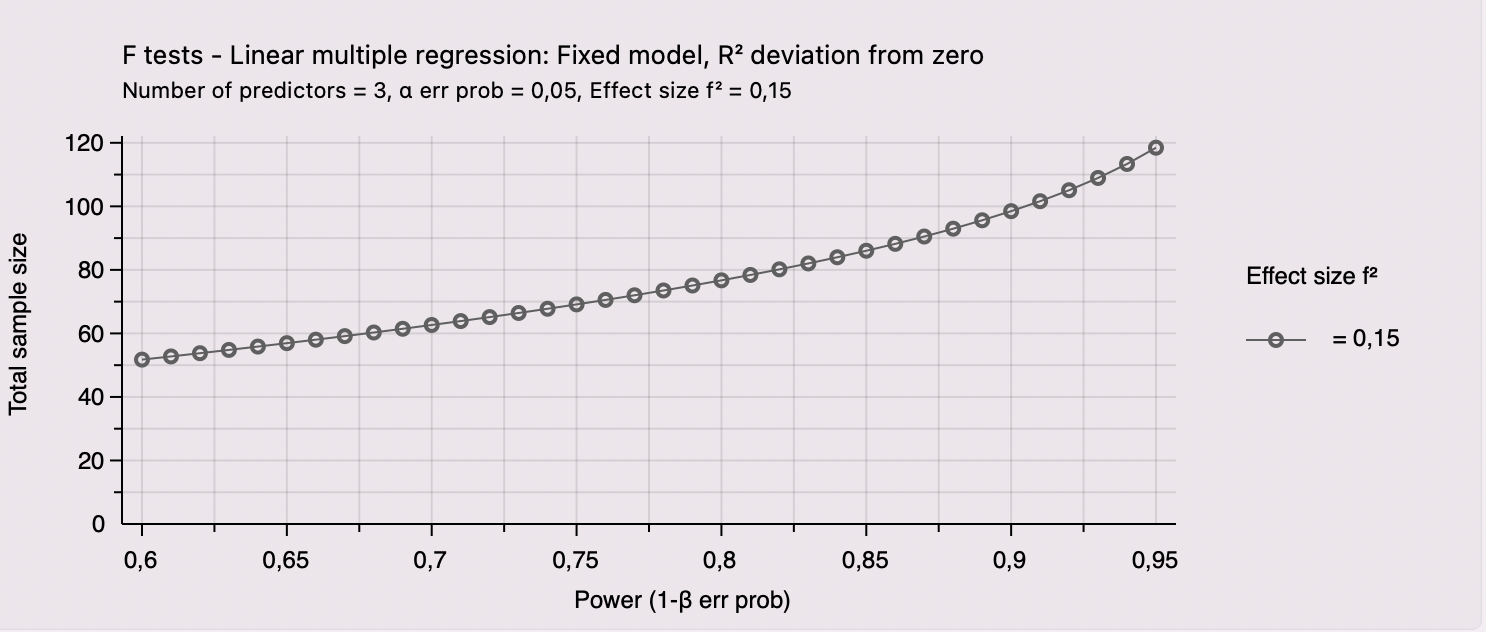 F tests - Linear multiple regression: Fixed model, R² deviation from zero
Number of predictors = 3, α err prob = 0,05, Effect size f² = 0,15
120
100
80
60
40
20
0
Total sample size
0,6 0,65 0,7 0,75 0,8 0,85 0,9 0,95
Power (1-β err prob)
Effect size f²
= 0,15